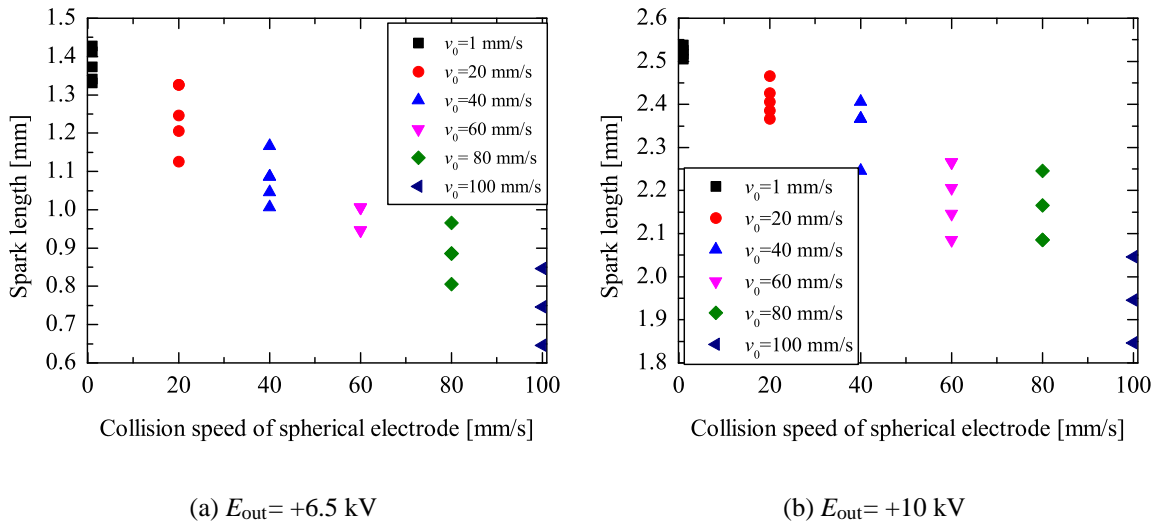 1.5
1.4
1.3
1.2
1.1
1.0
0.9
0.8
0.7
0.6
Spark length [mm]
v0=1 mm/s
v0=20 mm/s
v0=40 mm/s
v0=60 mm/s
v0= 80 mm/s
v0=100 mm/s
0 20 40 60 80 100
Collision speed of spherical electrode [mm/s]
(a) Eout= +6.5 kV
2.6
2.5
2.4
2.3
2.2
2.1
2.0
1.9
1.8
Spark length [mm]
v0=1 mm/s
v0=20 mm/s
v0=40 mm/s
v0=60 mm/s
v0=80 mm/s
v0=100 mm/s
0 20 40 60 80 100
Collision speed of spherical electrode [mm/s]
(b) Eout= +10 kV